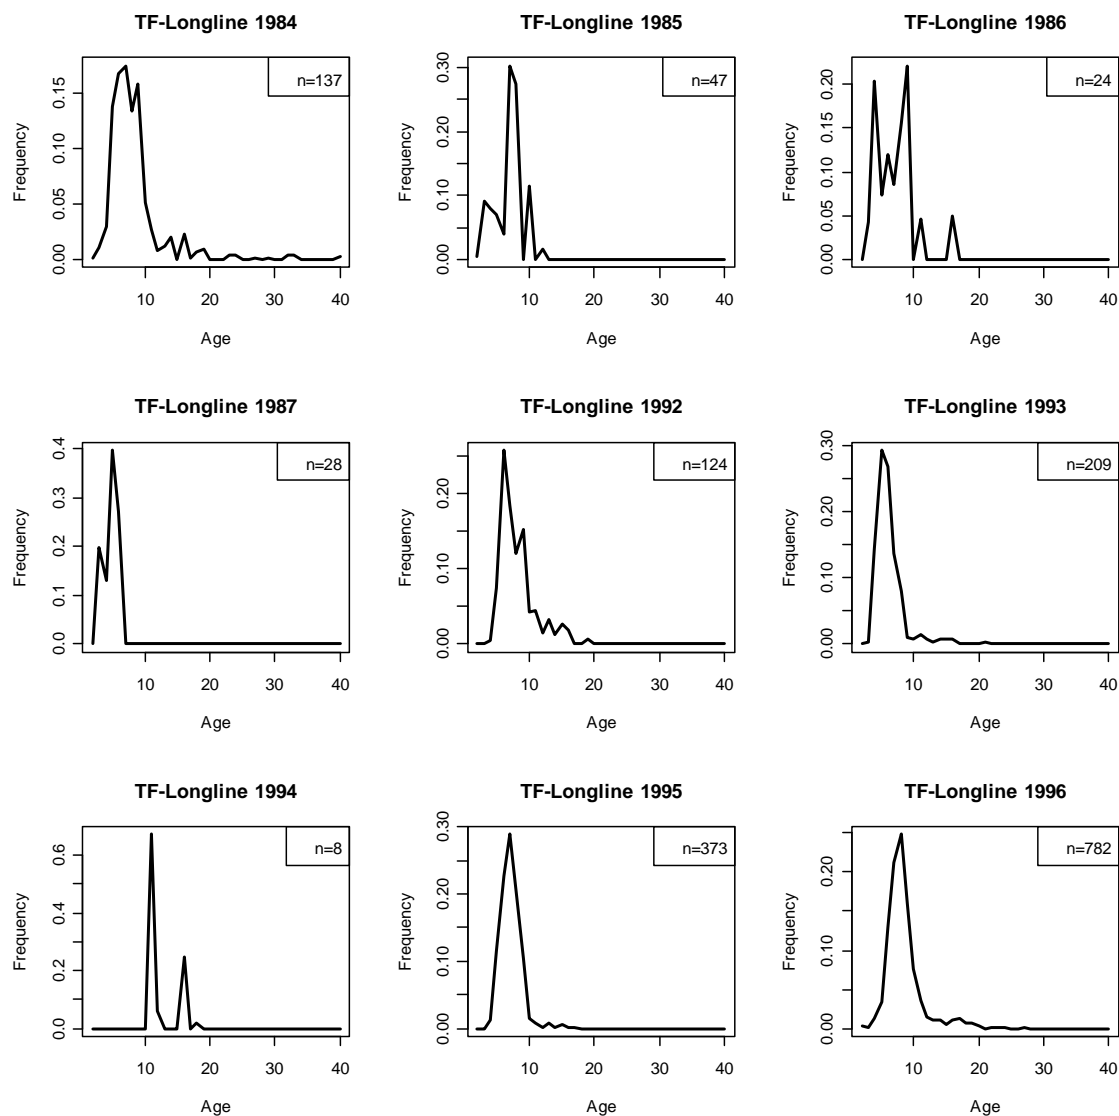 TF-Longline 1984
n=137
0.15
0.10
0.05
0.00
Frequency
10 20 30 40
Age
TF-Longline 1985
n=47
0.30
0.20
0.10
0.00
Frequency
10 20 30 40
Age
TF-Longline 1986
n=24
0.20
0.15
0.10
0.05
0.00
Frequency
10 20 30 40
Age
TF-Longline 1987
n=28
0.4
0.3
0.2
0.1
0.0
Frequency
10 20 30 40
Age
TF-Longline 1992
n=124
0.20
0.10
0.00
Frequency
10 20 30 40
Age
TF-Longline 1993
n=209
0.30
0.20
0.10
0.00
Frequency
10 20 30 40
Age
TF-Longline 1994
n=8
0.6
0.4
0.2
0.0
Frequency
10 20 30 40
Age
TF-Longline 1995
n=373
0.30
0.20
0.10
0.00
Frequency
10 20 30 40
Age
TF-Longline 1996
n=782
0.20
0.10
0.00
Frequency
10 20 30 40
Age